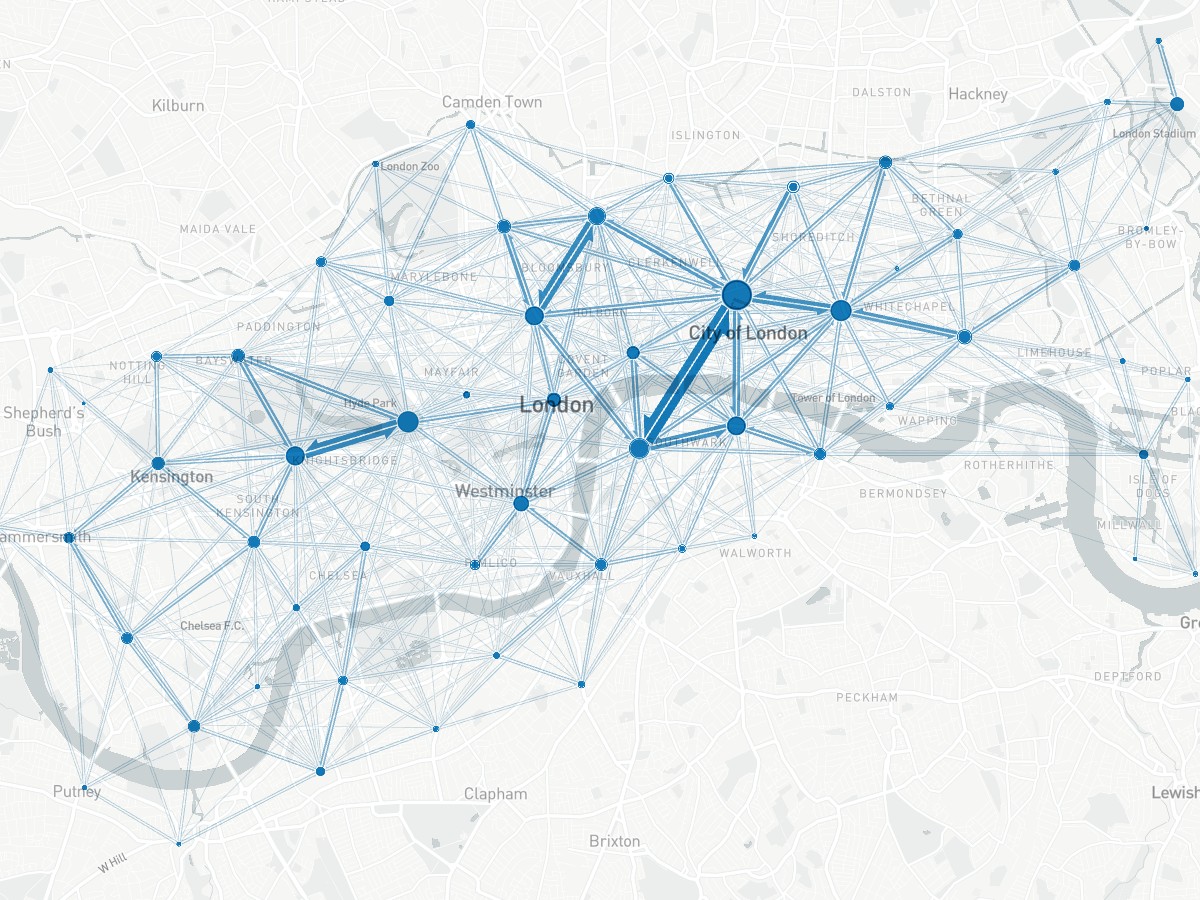 HAMPSTEAD
Camden Town
Kilburn
DALSTON
Hackney
London Stadium
ISLINGTON
London Zoo
MAIDA VALE
BETHNAL
GREEN
BROMLEY-
BY-BOW
SHOREDITCH
CLERKENWELL
BLOOMSBURY
MARYLEBONE
PADDINGTON
HOLBORN
WHITECHAPEL
City of London
LIMEHOUSE
POPLAR
NOTTING
HILL
BAYSWATER
MAYFAIR
COVENT
GARDEN
Hyde Park
London
Tower of London
WAPPING
Shepherd's
Bush
SOUTHWARK
KNIGHTSBRIDGE
Kensington
ROTHERHITHE
ISLE OF
DOGS
Westminster
SOUTH
KENSINGTON
BERMONDSEY
MILLWALL
ammersmith
PIMLICO
VAUXHALL
WALWORTH
CHELSEA
Chelsea F.C.
Gr
DEPTFORD
PECKHAM
Putney
Clapham
Lewish
Brixton
W Hill